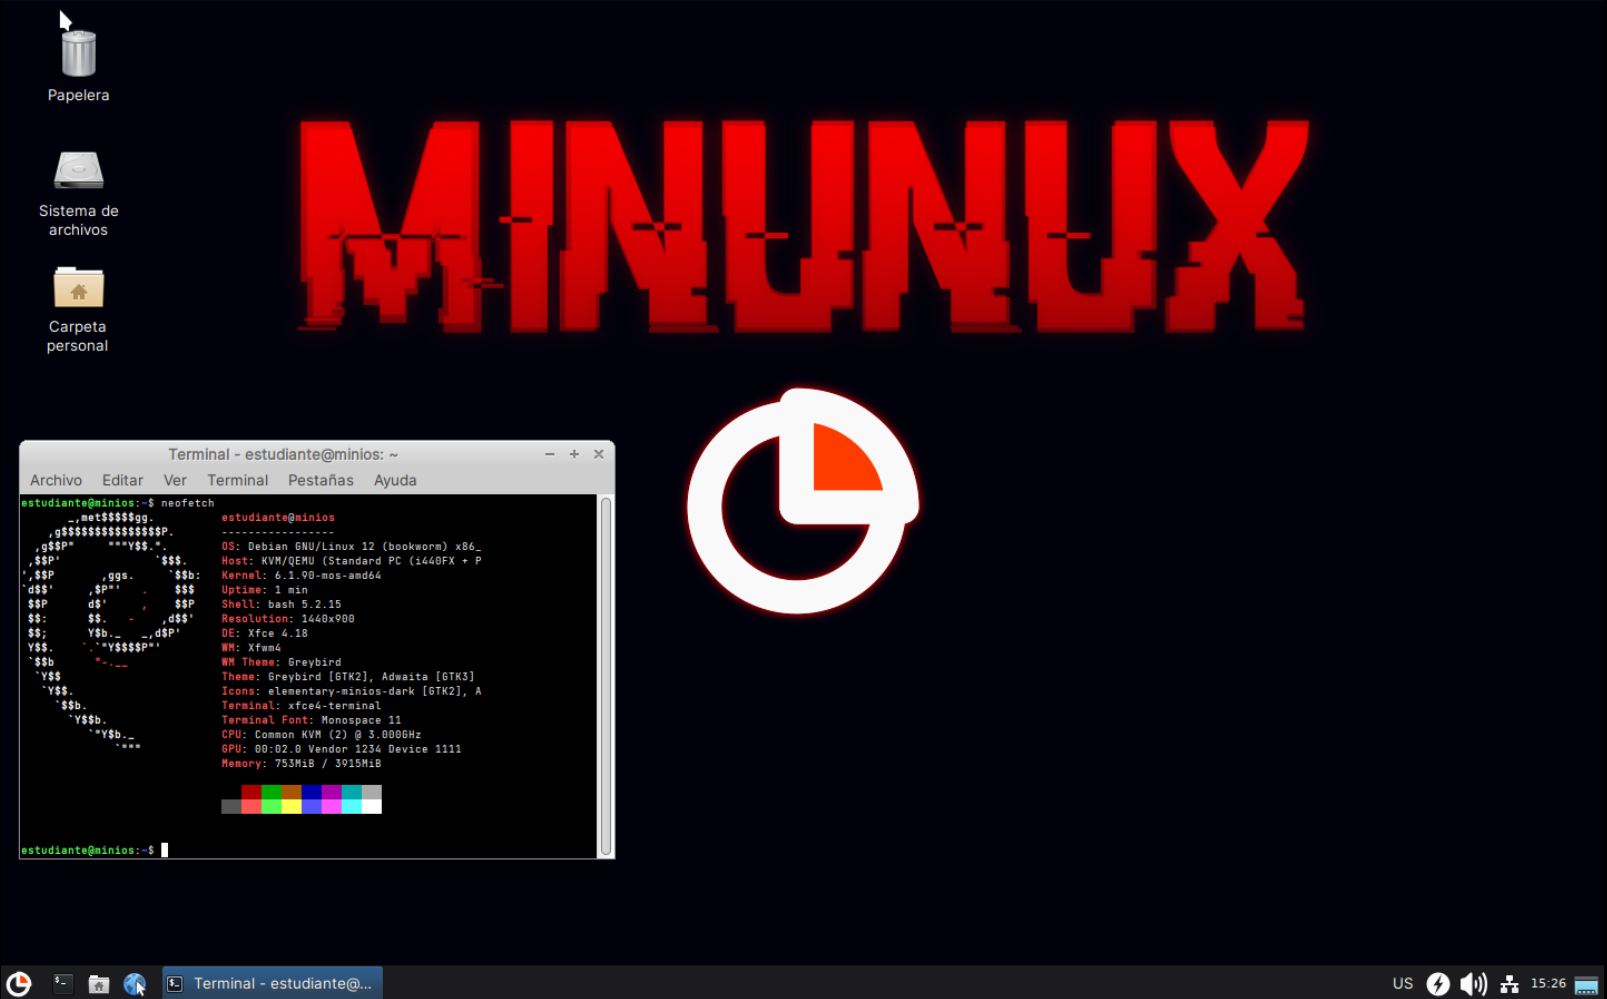 Papelera
Sistema de
archivos
Carpeta
personal
MINUNUX
Terminal - estudiante@minios: ~
Archivo Editar Ver Terminal Pestañas Ayuda
estudiante@minios:~$ neofetch
       _,met$$$$$gg.          estudiante@minios
    ,g$$$$$$$$$$$$$$$P.       -----------------
  ,g$$P"     """Y$$.".        OS: Debian GNU/Linux 12 (bookworm) x86_
 ,$$P'              `$$$.     Host: KVM/QEMU (Standard PC (i440FX + P
',$$P       ,ggs.     `$$b:   Kernel: 6.1.90-mos-amd64
`d$$'     ,$P"'   .    $$$    Uptime: 1 min
 $$P      d$'     ,    $$P    Shell: bash 5.2.15
 $$:      $$.   -    ,d$$'    Resolution: 1440x900
 $$;      Y$b._   _,d$P'      DE: Xfce 4.18
 Y$$.    `.`"Y$$$$P"'         WM: Xfwm4
 `$$b      "-.__              WM Theme: Greybird
  `Y$$                        Theme: Greybird [GTK2], Adwaita [GTK3]
   `Y$$.                      Icons: elementary-minios-dark [GTK2], A
     `$$b.                    Terminal: xfce4-terminal
       `Y$$b.                 Terminal Font: Monospace 11
          `"Y$b._             CPU: Common KVM (2) @ 3.000GHz
              `"""            GPU: 00:02.0 Vendor 1234 Device 1111
                              Memory: 753MiB / 3915MiB
estudiante@minios:~$
Terminal - estudiante@...
US
15:26